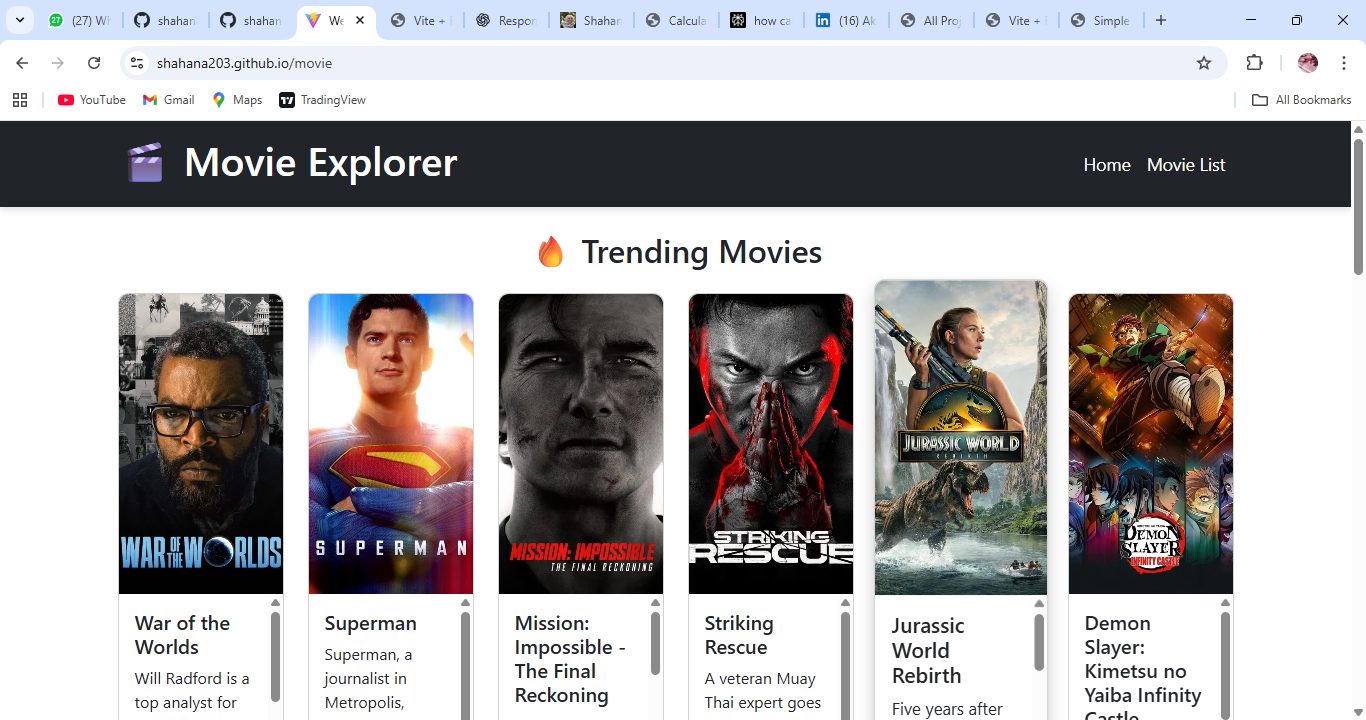 (27) Wh
shahan
shahan
We
Vite +
Respon
Shahan
Calcula
how ca
(16) Ak
All Proj
Vite +
Simple
shahana203.github.io/movie
YouTube
Gmail
Maps
TradingView
All Bookmarks
Movie Explorer
Home
Movie List
Trending Movies
WAR OF THE WORLDS
SUPERMAN
MISSION: IMPOSSIBLE
THE FINAL RECKONING
STRIKING
RESCUE
JURASSIC WORLD
REBIRTH
DEMON
SLAYER
INFINITY CASTLE
War of the
Worlds
Will Radford is a
top analyst for
Superman
Superman, a
journalist in
Metropolis,
Mission:
Impossible -
The Final
Reckoning
Striking
Rescue
A veteran Muay
Thai expert goes
Jurassic
World
Rebirth
Five years after
Demon
Slayer:
Kimetsu no
Yaiba Infinity
Castle